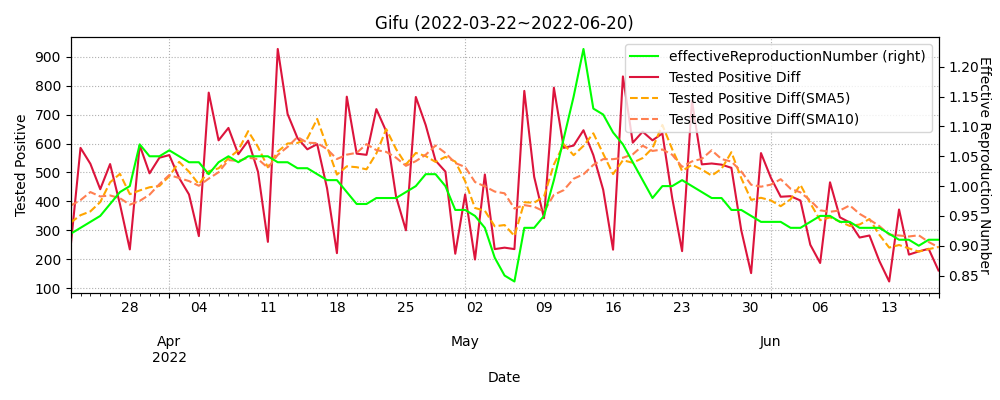 Gifu (2022-03-22~2022-06-20)
effectiveReproductionNumber (right)
Tested Positive Diff
Tested Positive Diff(SMA5)
Tested Positive Diff(SMA10)
Tested Positive
900
800
700
600
500
400
300
200
100
1.20
1.15
1.10
1.05
1.00
0.95
0.90
0.85
Effective Reproduction Number
28 04 11 18 25 02 09 16 23 30 06 13
Apr May Jun
2022
Date